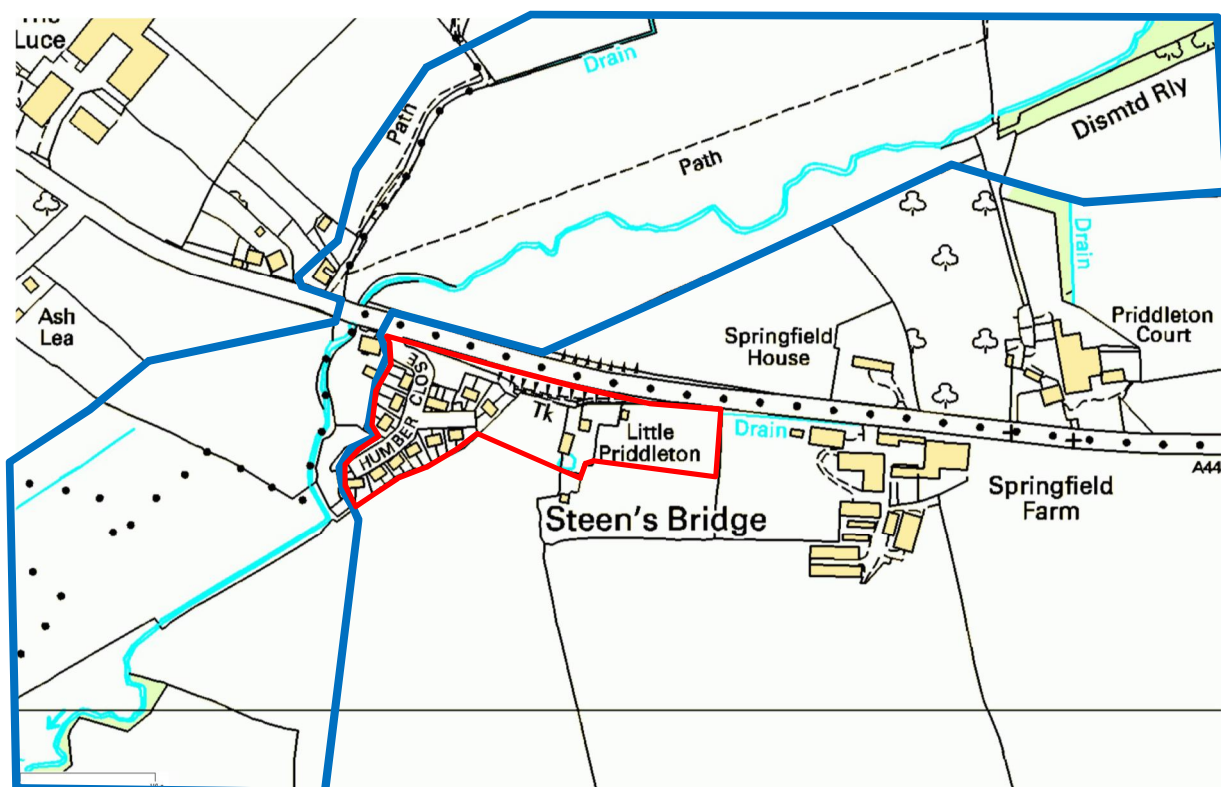 The
Luce
Drain
Path
Path
Dismtd Rly
Drain
Ash
Lea
Springfield
House
Priddleton
Court
HUMBER CLOSE
Tk
Little
Priddleton
Drain
A44
Steen's Bridge
Springfield
Farm